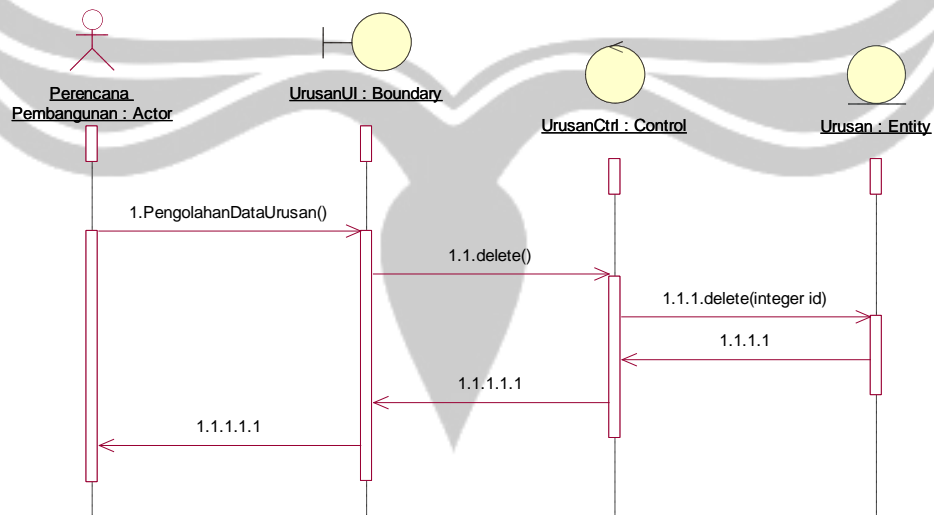 Perencana
Pembangunan : Actor
UrusanUI : Boundary
UrusanCtrl : Control
Urusan : Entity
1.PengolahanDataUrusan()
1.1.delete()
1.1.1.delete(integer id)
1.1.1.1
1.1.1.1.1
1.1.1.1.1